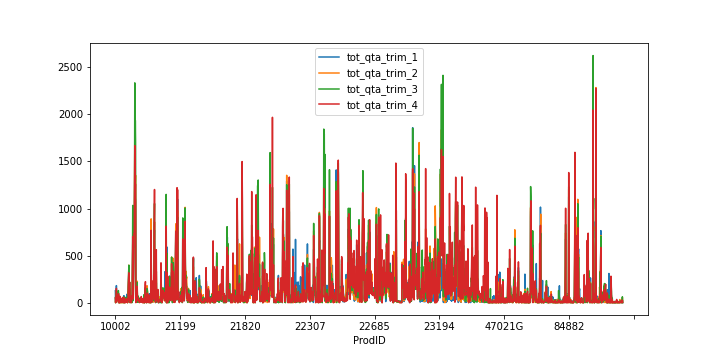 tot_qta_trim_1
tot_qta_trim_2
tot_qta_trim_3
tot_qta_trim_4
2500
2000
1500
1000
500
0
10002 21199 21820 22307 22685 23194 47021G 84882
ProdID